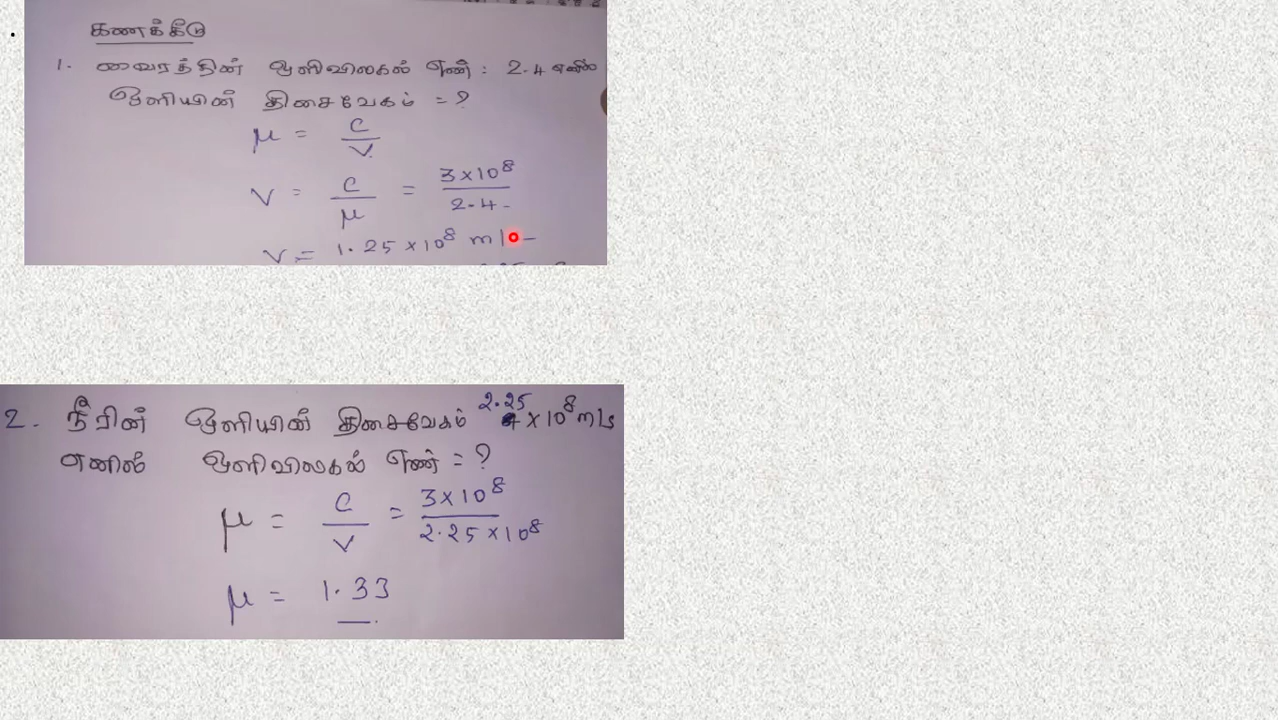 கணக்கீடு
1. வைரத்தின் ஒளிவிலகல் எண் : 2.4 எனில்
ஒளியின் திசைவேகம் = ?
μ = c/v
v = c/μ = 3×10⁸/2.4
v = 1.25×10⁸ m/
2. நீரின் ஒளியின் திசைவேகம் 2.25 ×10⁸m/s
எனில் ஒளிவிலகல் எண் = ?
μ = c/v = 3×10⁸/2.25×10⁸
μ = 1.33